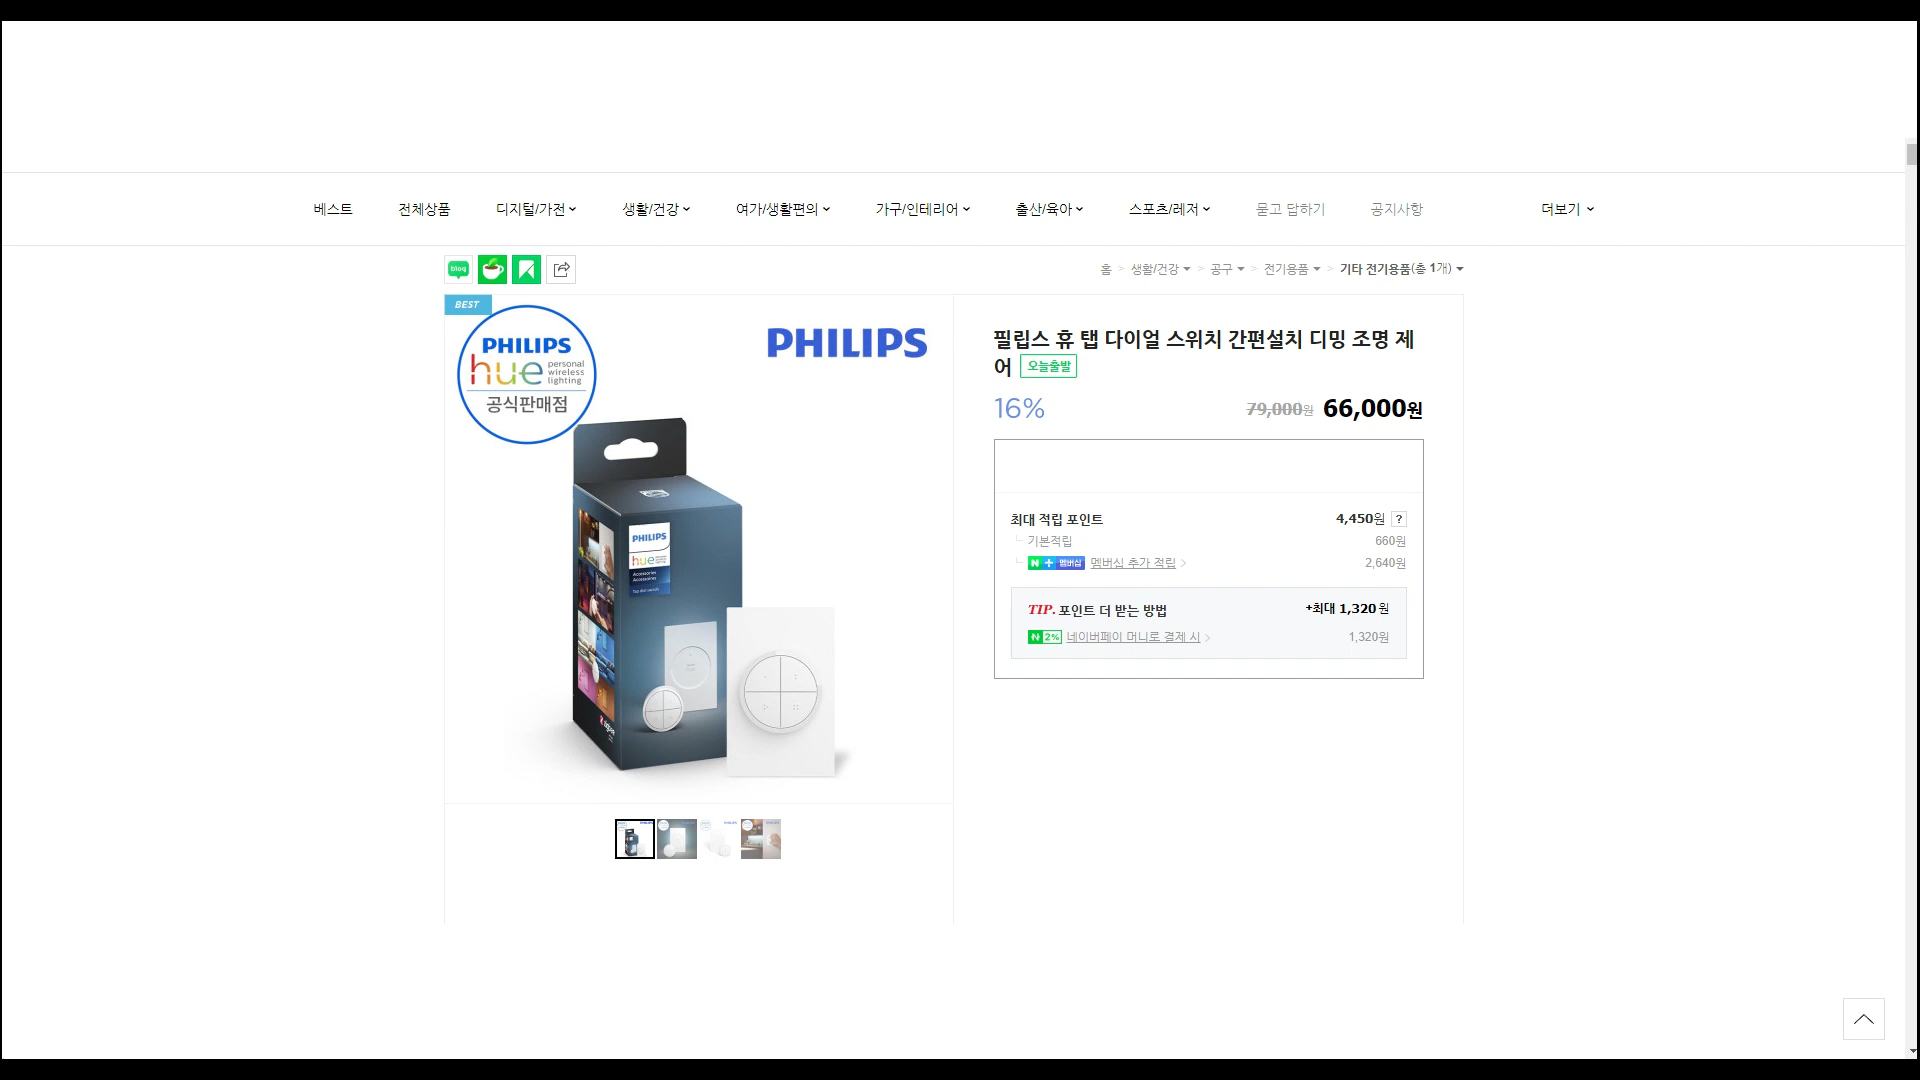 베스트 전체상품 디지털/가전 생활/건강 여가/생활편의 가구/인테리어 출산/육아 스포츠/레저 묻고 답하기 공지사항 더보기
blog
홈 > 생활/건강 > 공구 > 전기용품 > 기타 전기용품(총 1개)
BEST
PHILIPS
hue personal wireless lighting
공식판매점
PHILIPS
PHILIPS
hue
Accessories
Accessoires
필립스 휴 탭 다이얼 스위치 간편설치 디밍 조명 제
어 오늘출발
16% 79,000원 66,000원
최대 적립 포인트 4,450원 ?
기본적립 660원
N+ 멤버십 멤버십 추가 적립 > 2,640원
TIP. 포인트 더 받는 방법 +최대 1,320원
N 2% 네이버페이 머니로 결제 시 > 1,320원